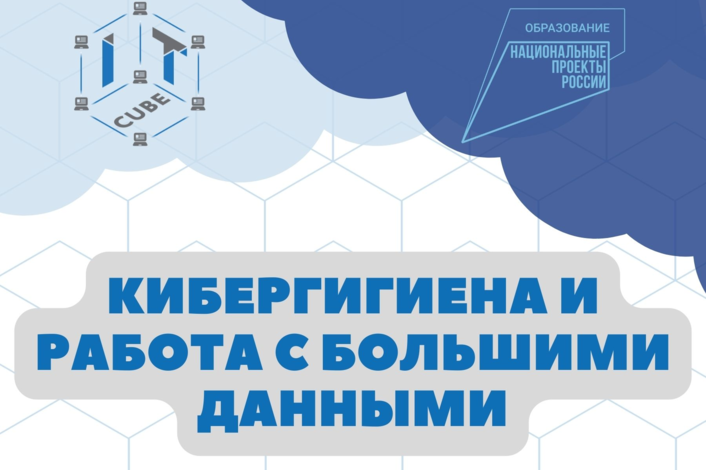 IT
CUBE
ОБРАЗОВАНИЕ
НАЦИОНАЛЬНЫЕ
ПРОЕКТЫ
РОССИИ
КИБЕРГИГИЕНА И
РАБОТА С БОЛЬШИМИ
ДАННЫМИ